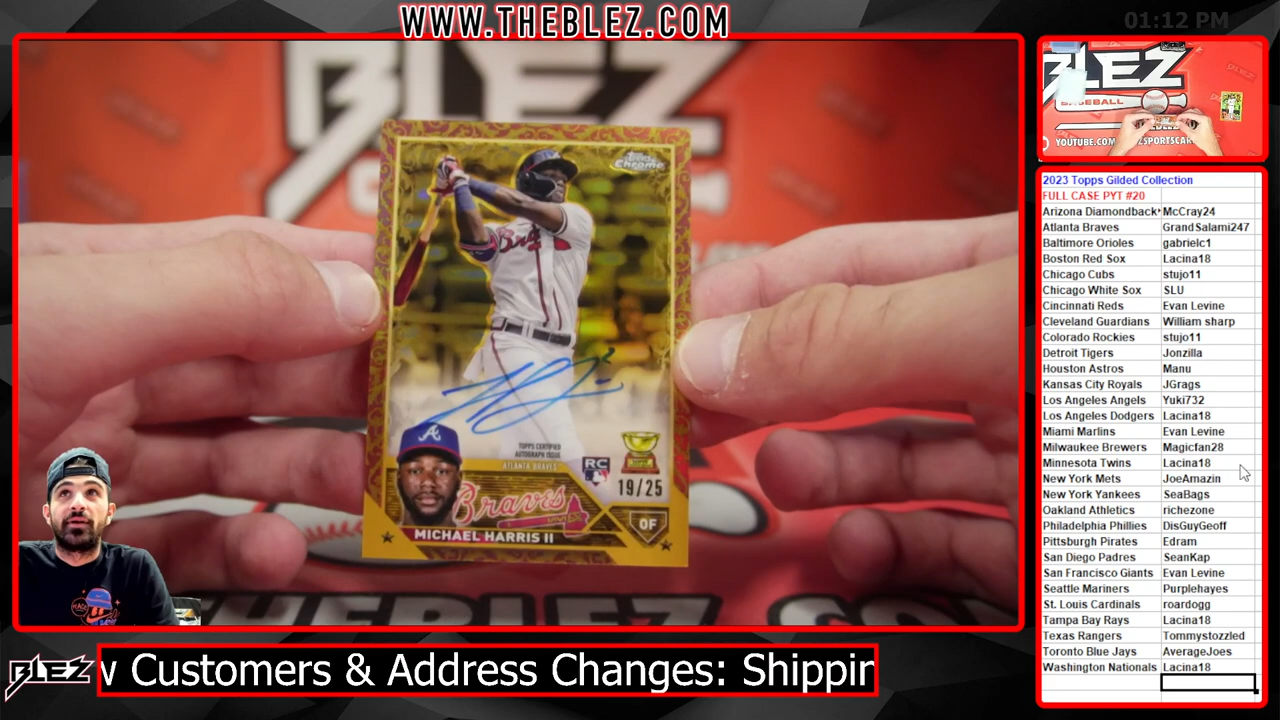 WWW.THEBLEZ.COM
01:12 PM
BLEZ
Topps Chrome
Braves
A
TOPPS CERTIFIED
AUTOGRAPH ISSUE
ATLANTA BRAVES
RC
19/25
Braves
OF
MICHAEL HARRIS II
THEBLEZ.CO
BLEZ
BASEBALL
2023 Topps Gilded Collection
FULL CASE PYT #20
Arizona Diamondback McCray24
Atlanta Braves GrandSalami247
Baltimore Orioles gabrielc1
Boston Red Sox Lacina18
Chicago Cubs stujo11
Chicago White Sox SLU
Cincinnati Reds Evan Levine
Cleveland Guardians William sharp
Colorado Rockies stujo11
Detroit Tigers Jonzilla
Houston Astros Manu
Kansas City Royals JGrags
Los Angeles Angels Yuki732
Los Angeles Dodgers Lacina18
Miami Marlins Evan Levine
Milwaukee Brewers Magicfan28
Minnesota Twins Lacina18
New York Mets JoeAmazin
New York Yankees SeaBags
Oakland Athletics richezone
Philadelphia Phillies DisGuyGeoff
Pittsburgh Pirates Edram
San Diego Padres SeanKap
San Francisco Giants Evan Levine
Seattle Mariners Purplehayes
St. Louis Cardinals roardogg
Tampa Bay Rays Lacina18
Texas Rangers Tommystozzled
Toronto Blue Jays AverageJoes
Washington Nationals Lacina18
BLEZ
w Customers & Address Changes: Shippin